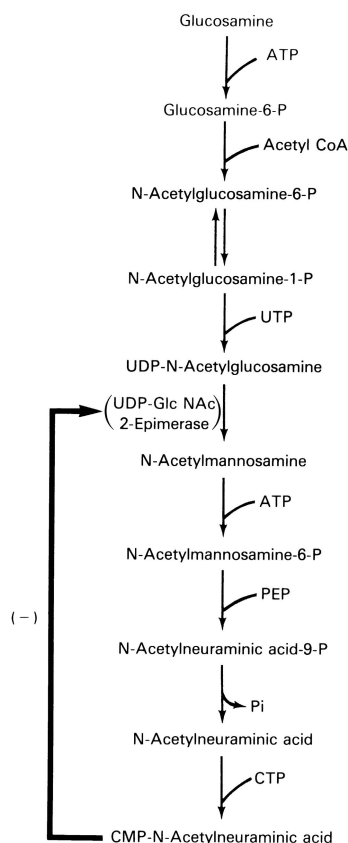 Glucosamine
ATP
Glucosamine-6-P
Acetyl CoA
N-Acetylglucosamine-6-P
N-Acetylglucosamine-1-P
UTP
UDP-N-Acetylglucosamine
(UDP-Glc NAc
2-Epimerase)
N-Acetylmannosamine
ATP
N-Acetylmannosamine-6-P
PEP
(-)
N-Acetylneuraminic acid-9-P
Pi
N-Acetylneuraminic acid
CTP
CMP-N-Acetylneuraminic acid